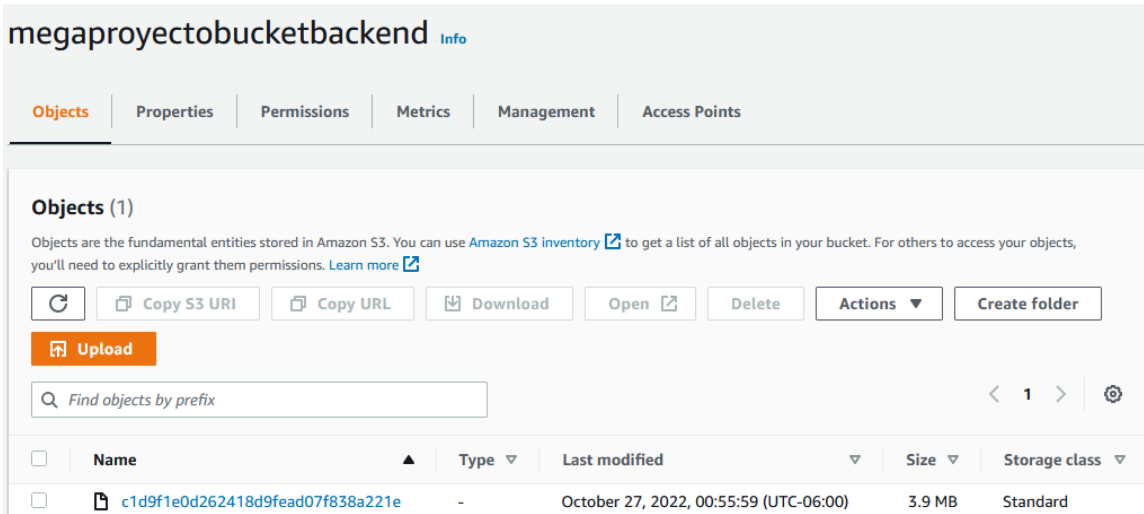 megaproyectobucketbackend Info
Objects Properties Permissions Metrics Management Access Points
Objects (1)
Objects are the fundamental entities stored in Amazon S3. You can use Amazon S3 inventory to get a list of all objects in your bucket. For others to access your objects,
you'll need to explicitly grant them permissions. Learn more
Copy S3 URI Copy URL Download Open Delete Actions Create folder
Upload
Find objects by prefix
1
Name Type Last modified Size Storage class
c1d9f1e0d262418d9fead07f838a221e - October 27, 2022, 00:55:59 (UTC-06:00) 3.9 MB Standard